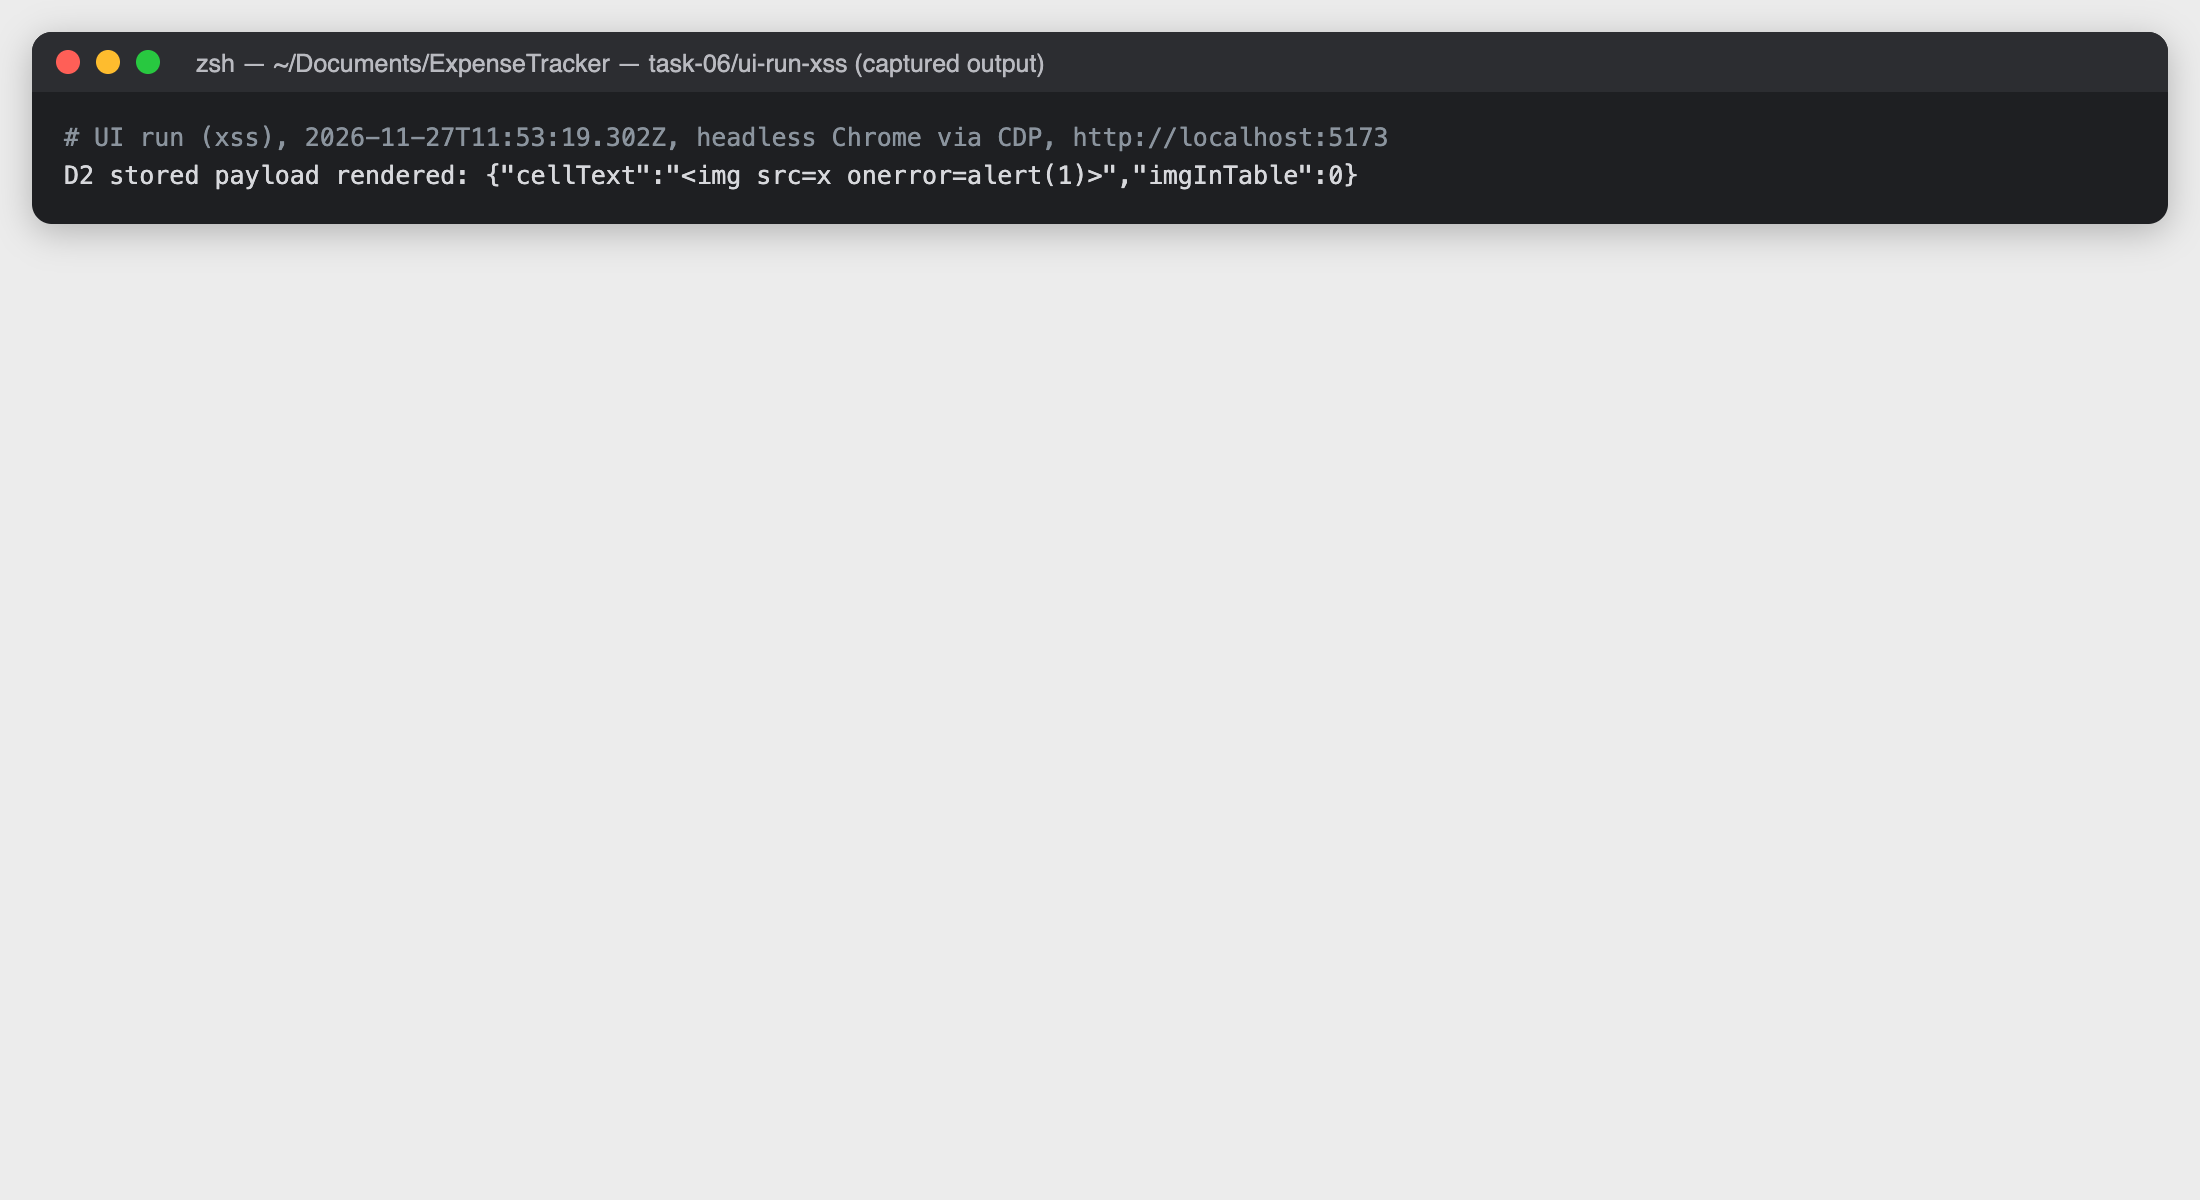 zsh — ~/Documents/ExpenseTracker — task-06/ui-run-xss (captured output)
# UI run (xss), 2026-11-27T11:53:19.302Z, headless Chrome via CDP, http://localhost:5173
D2 stored payload rendered: {"cellText":"<img src=x onerror=alert(1)>","imgInTable":0}